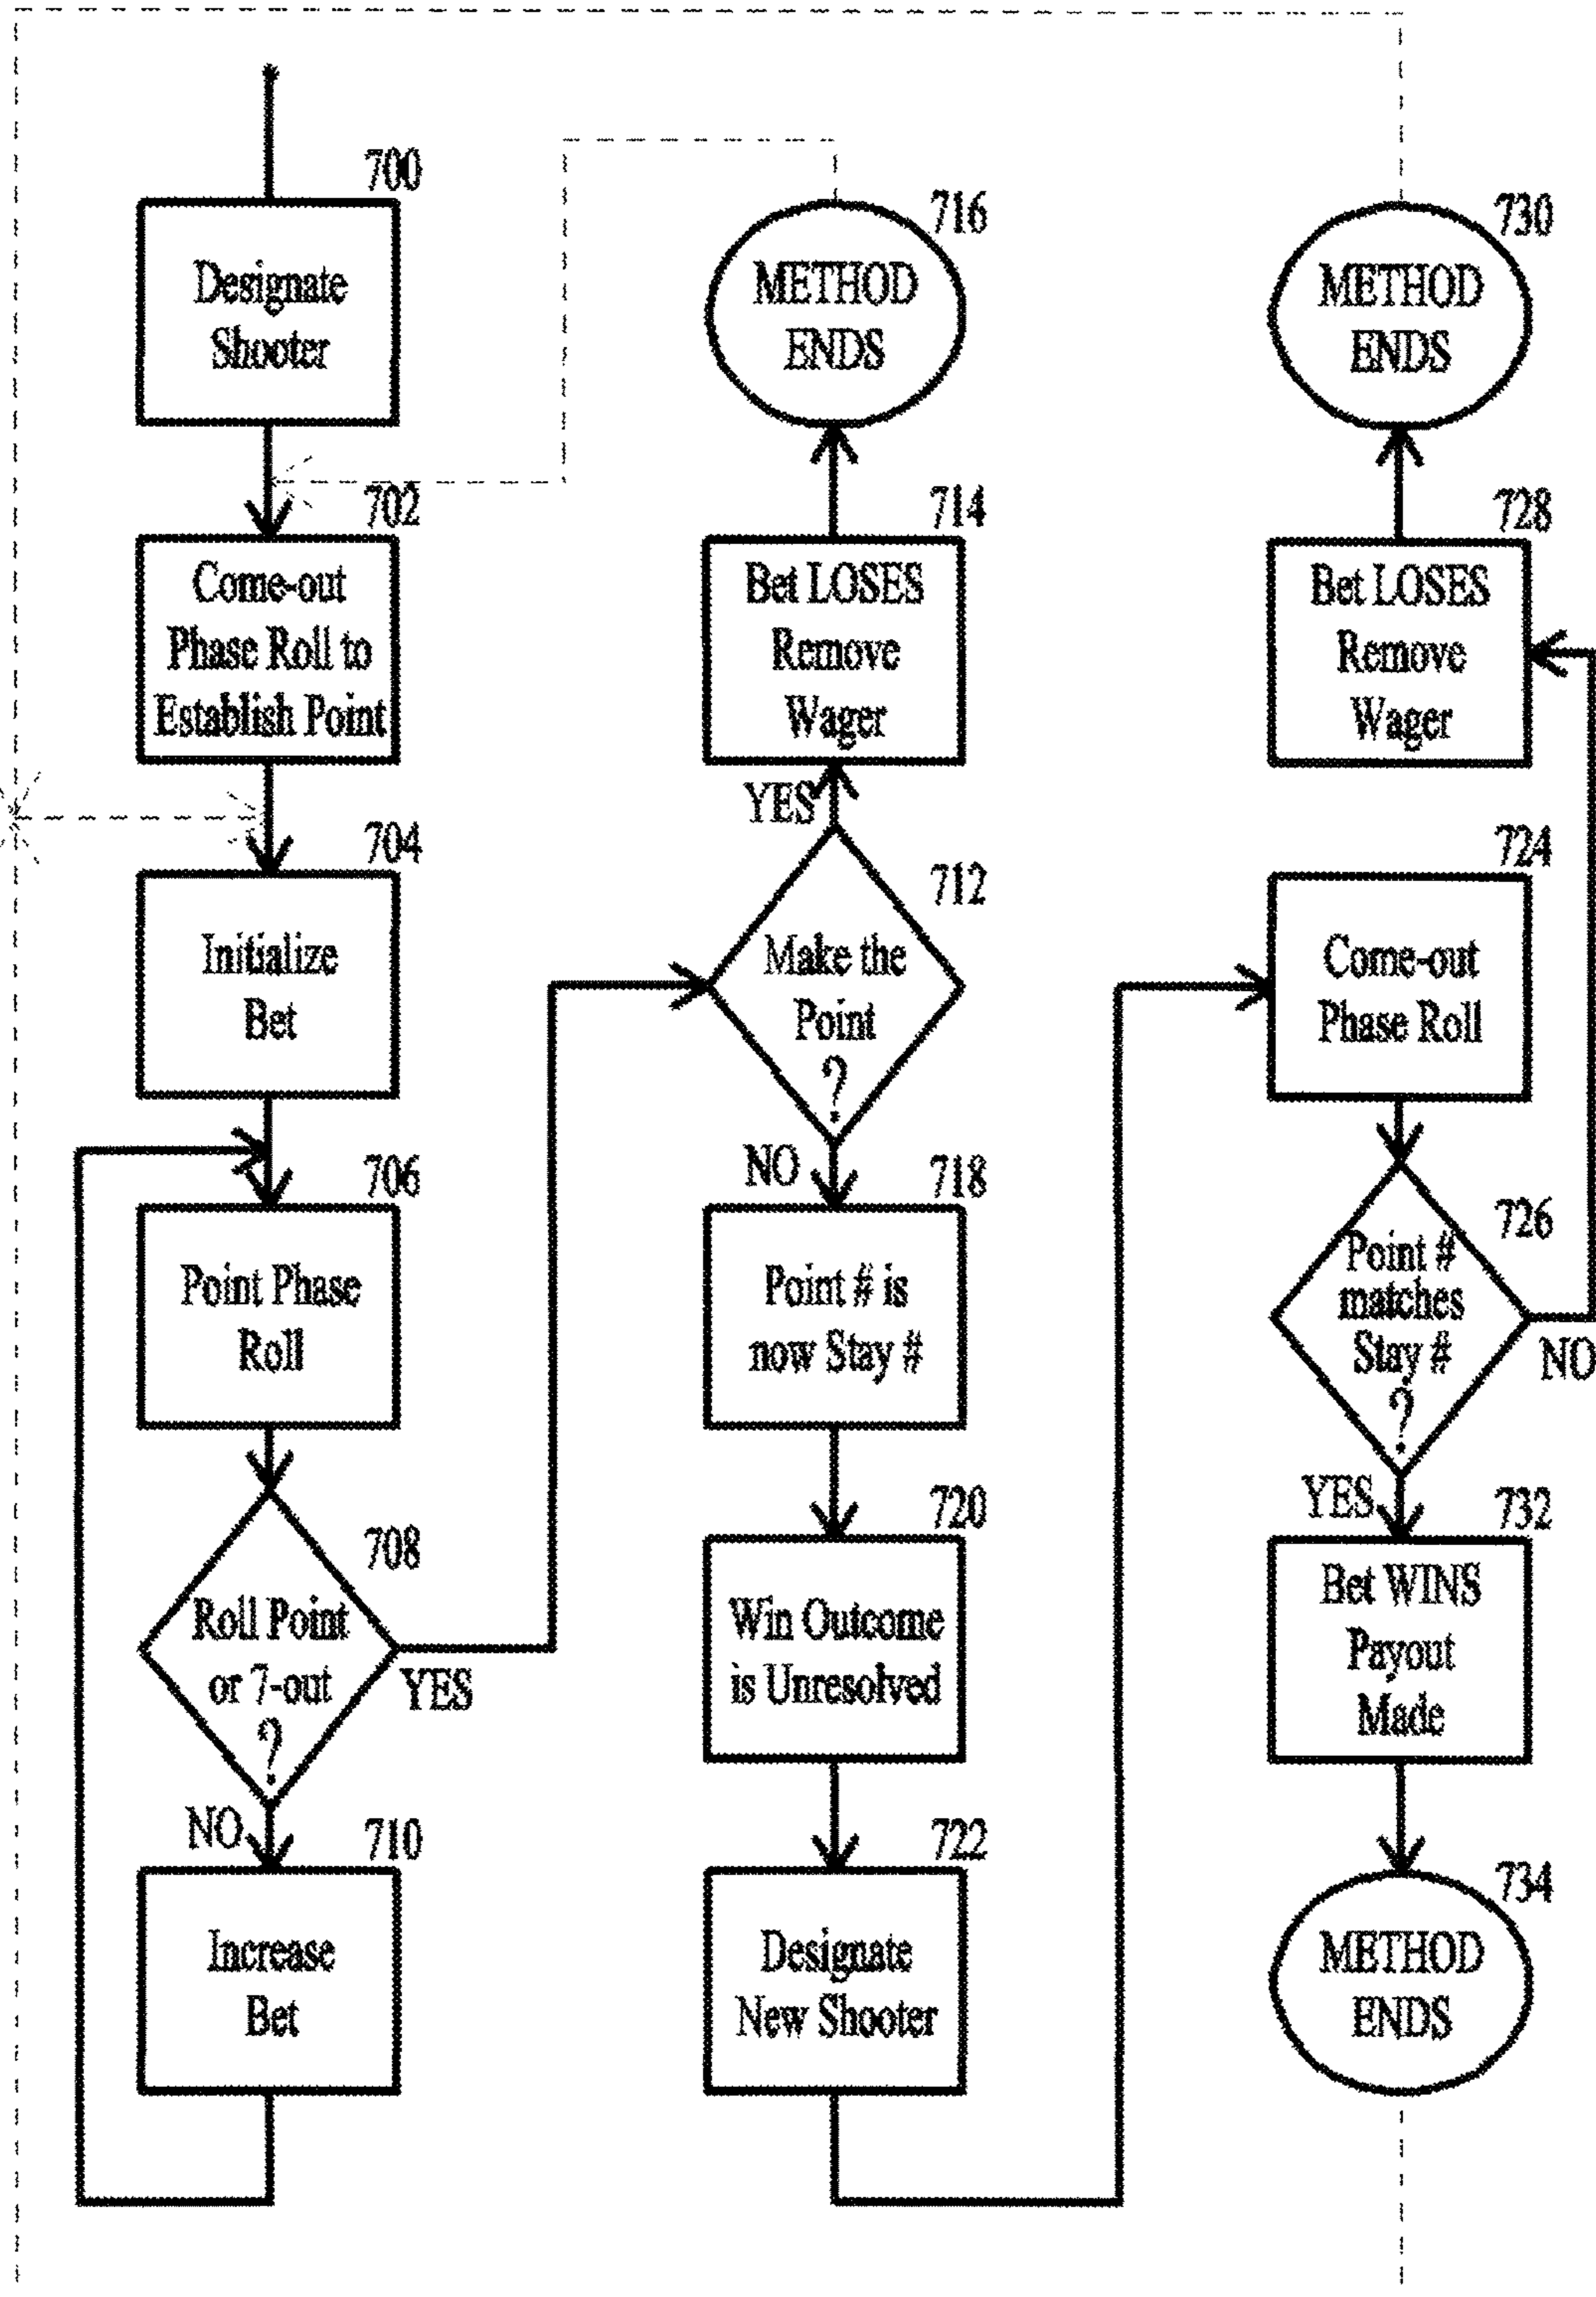 700
Designate
Shooter
702
Come-out
Phase Roll to
Establish Point
704
Initialize
Bet
706
Point Phase
Roll
708
Roll Point
or 7-out
?
YES
NO
710
Increase
Bet
716
METHOD
ENDS
714
Bet LOSES
Remove
Wager
YES
712
Make the
Point
?
NO
718
Point # is
now Stay #
720
Win Outcome
is Unresolved
722
Designate
New Shooter
730
METHOD
ENDS
728
Bet LOSES
Remove
Wager
724
Come-out
Phase Roll
726
Point #
matches
Stay #
?
NO
YES
732
Bet WINS
Payout
Made
734
METHOD
ENDS